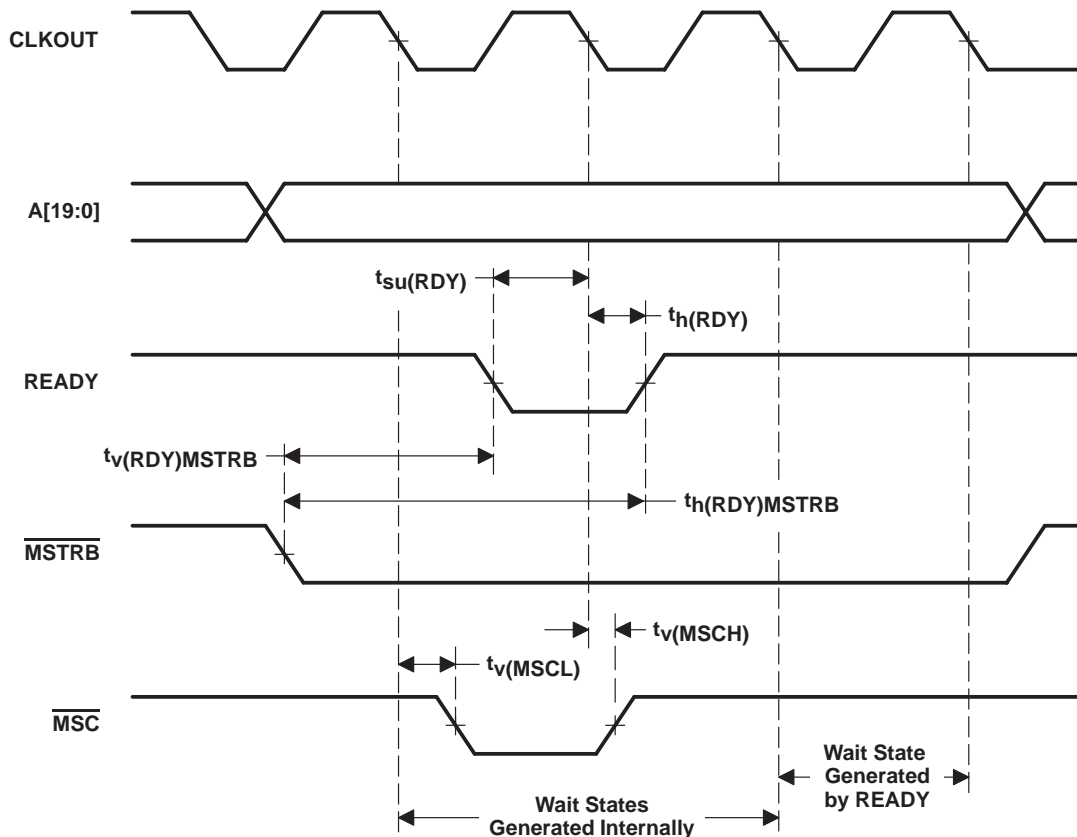 CLKOUT
A[19:0]
tsu(RDY)
th(RDY)
READY
tv(RDY)MSTRB
th(RDY)MSTRB
MSTRB
tv(MSCH)
tv(MSCL)
MSC
Wait State
Generated
by READY
Wait States
Generated Internally